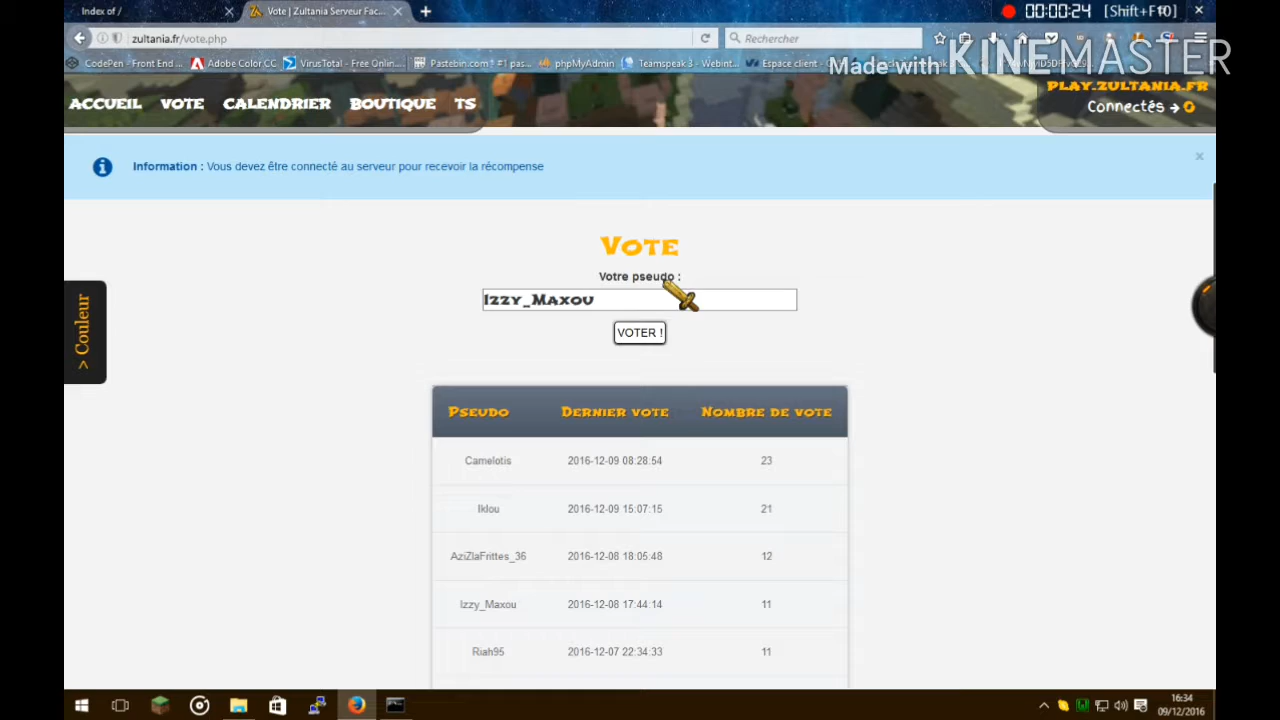 Index of /
Vote | Zultania Serveur Fac...
00:00:24 [Shift+F10]
zultania.fr/vote.php
Rechercher
Made with KINEMASTER
CodePen - Front End ...
Adobe Color CC
VirusTotal - Free Onlin...
Pastebin.com - #1 pas...
phpMyAdmin
Teamspeak 3 - Webint...
Espace client -
ACCUEIL VOTE CALENDRIER BOUTIQUE TS
PLAY.ZULTANIA.FR
Connectés → 0
Information : Vous devez être connecté au serveur pour recevoir la récompense
×
Vote
Votre pseudo :
Izzy_Maxou
VOTER !
> Couleur
Pseudo Dernier vote Nombre de vote
Camelotis 2016-12-09 08:28:54 23
Iklou 2016-12-09 15:07:15 21
AziZlaFrittes_36 2016-12-08 18:05:48 12
Izzy_Maxou 2016-12-08 17:44:14 11
Riah95 2016-12-07 22:34:33 11
16:34
09/12/2016